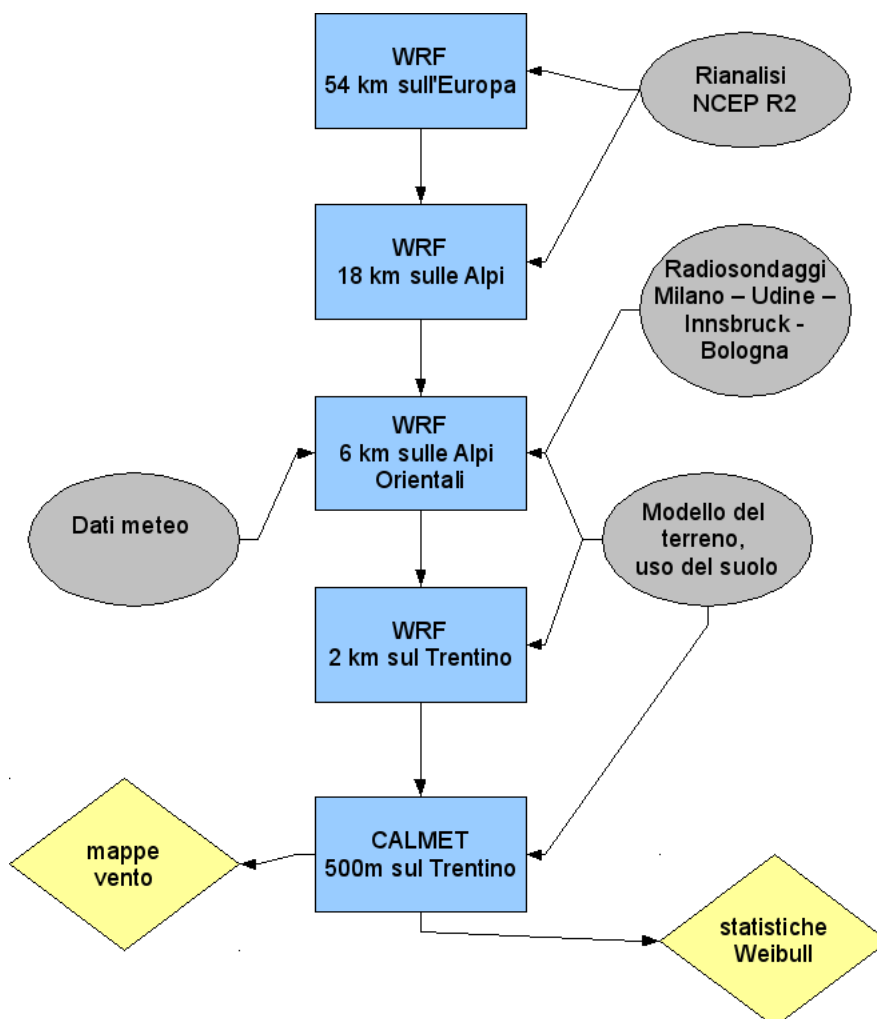 WRF
54 km sull'Europa
Rianalisi
NCEP R2
WRF
18 km sulle Alpi
Radiosondaggi
Milano – Udine –
Innsbruck -
Bologna
WRF
6 km sulle Alpi
Orientali
Dati meteo
Modello del
terreno,
uso del suolo
WRF
2 km sul Trentino
CALMET
500m sul Trentino
mappe
vento
statistiche
Weibull